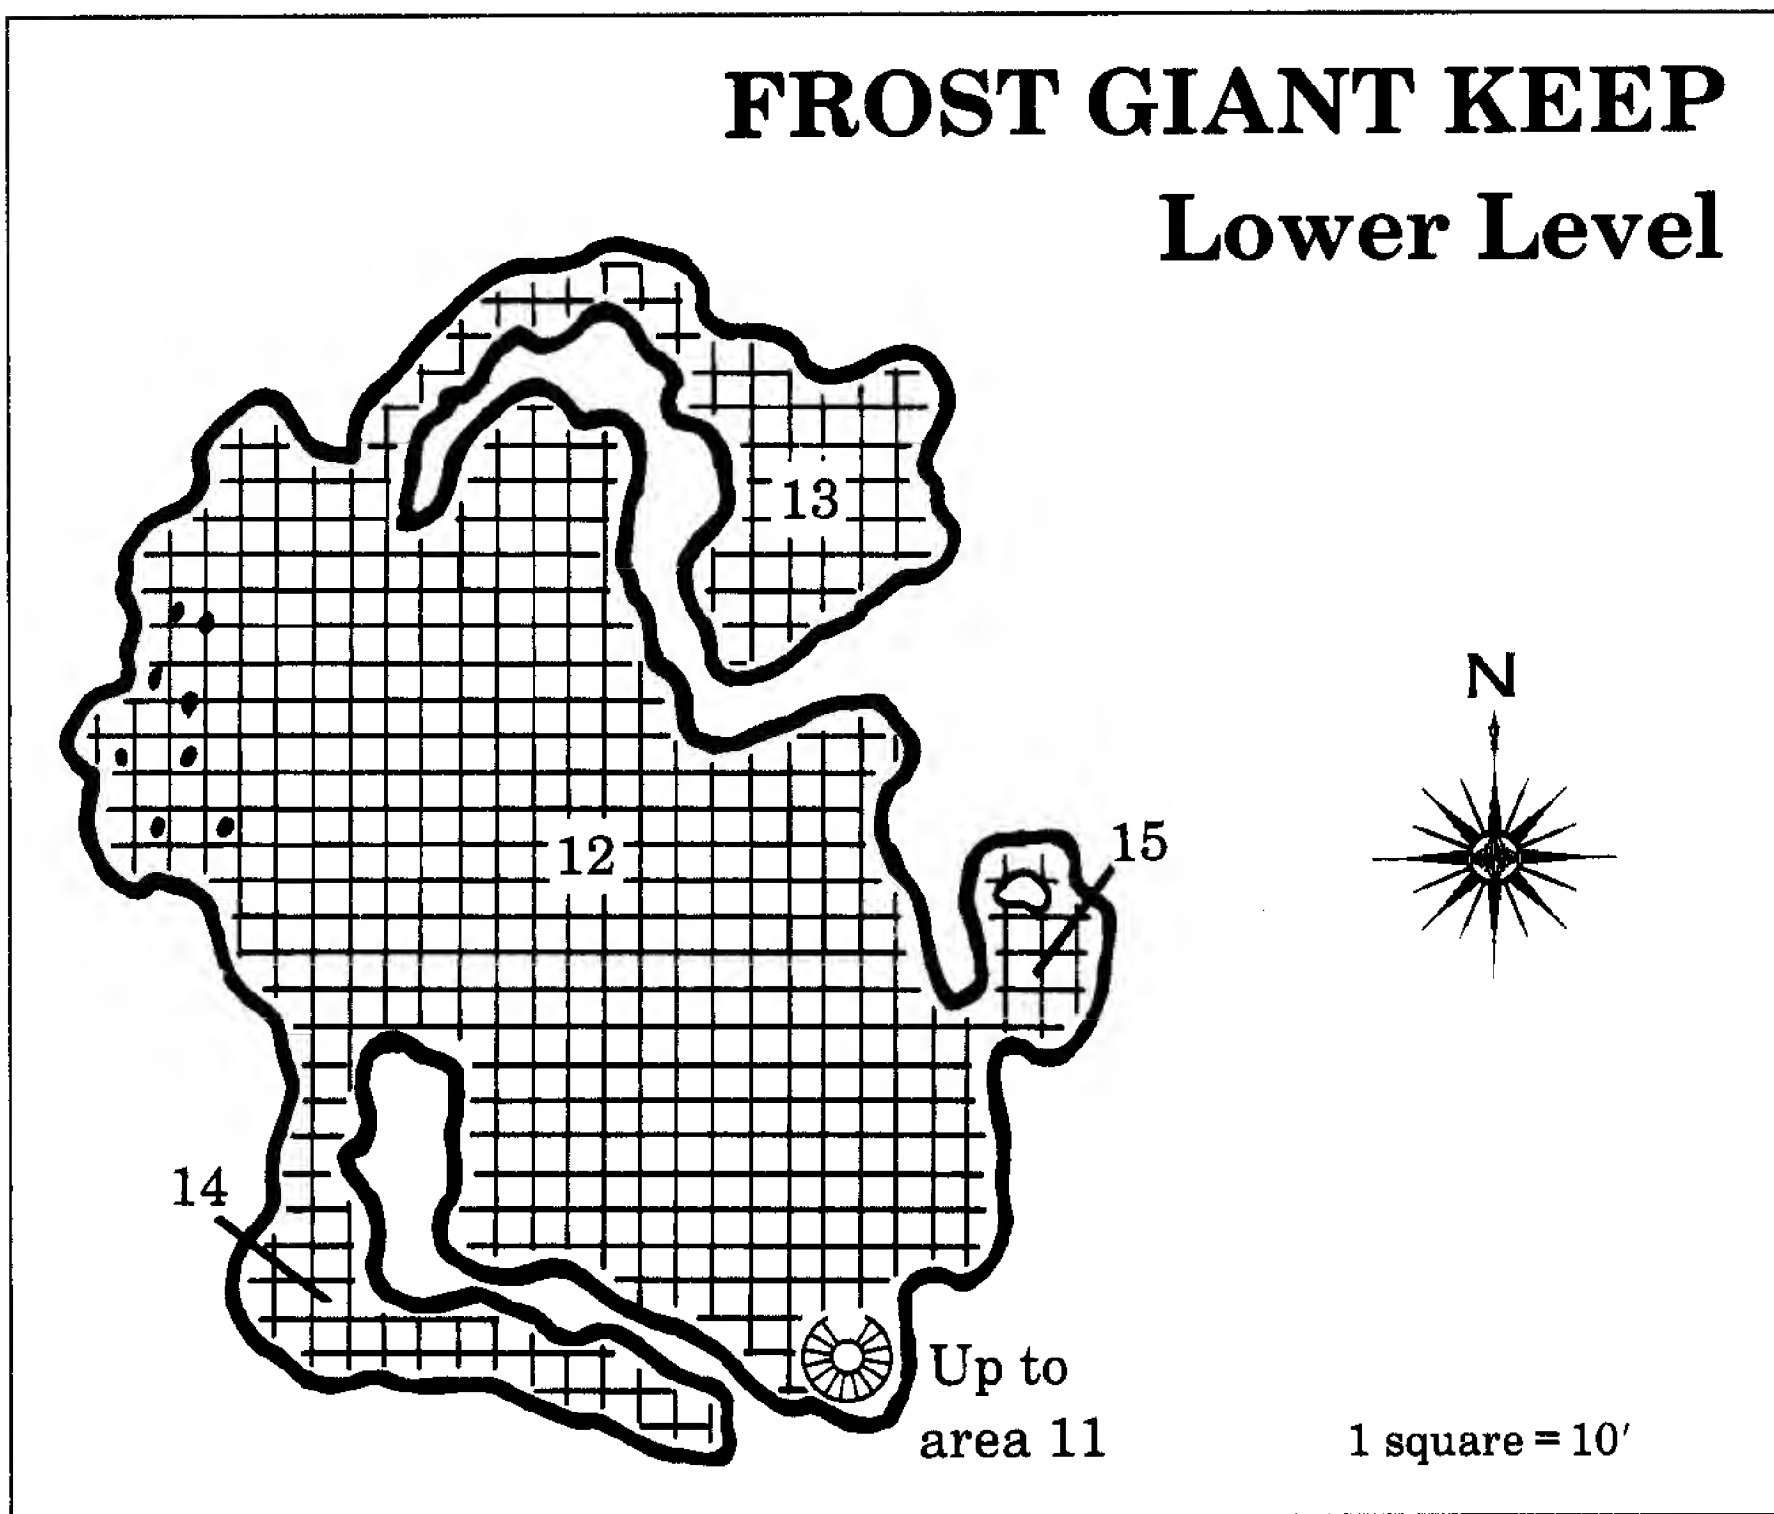 FROST GIANT KEEP
Lower Level
13
N
12
15
14
Up to
area 11
1 square = 10'